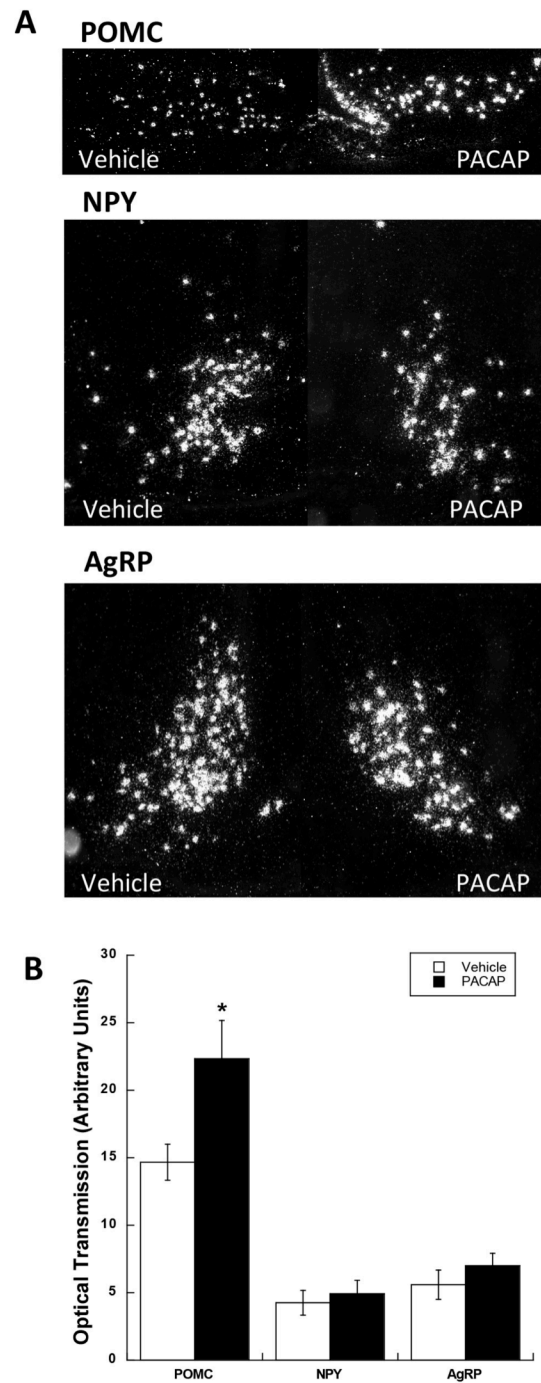 A
POMC
Vehicle PACAP
NPY
Vehicle PACAP
AgRP
Vehicle PACAP
B
Optical Transmission (Arbitrary Units)
30
25
20
15
10
5
0
Vehicle
PACAP
*
POMC NPY AgRP